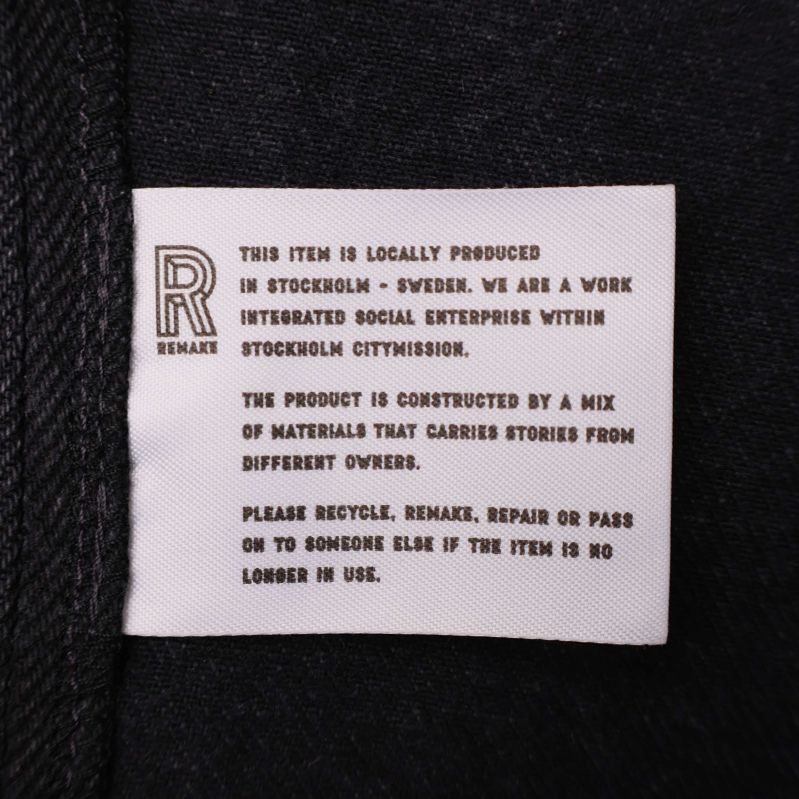 R
REMAKE
THIS ITEM IS LOCALLY PRODUCED
IN STOCKHOLM - SWEDEN. WE ARE A WORK
INTEGRATED SOCIAL ENTERPRISE WITHIN
STOCKHOLM CITYMISSION.
THE PRODUCT IS CONSTRUCTED BY A MIX
OF MATERIALS THAT CARRIES STORIES FROM
DIFFERENT OWNERS.
PLEASE RECYCLE, REMAKE, REPAIR OR PASS
ON TO SOMEONE ELSE IF THE ITEM IS NO
LONGER IN USE.